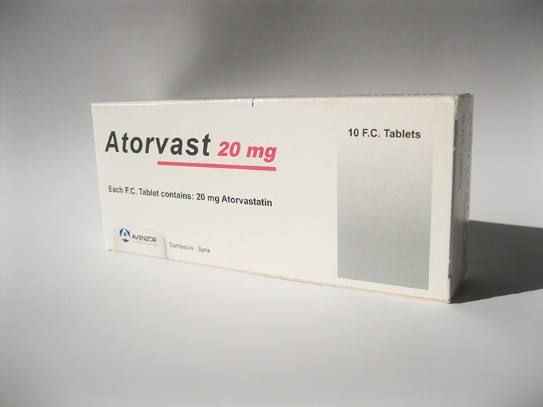 Atorvast 20 mg
10 F.C. Tablets
Each F.C. Tablet contains: 20 mg Atorvastatin
AVENZOR
Damascus - Syria